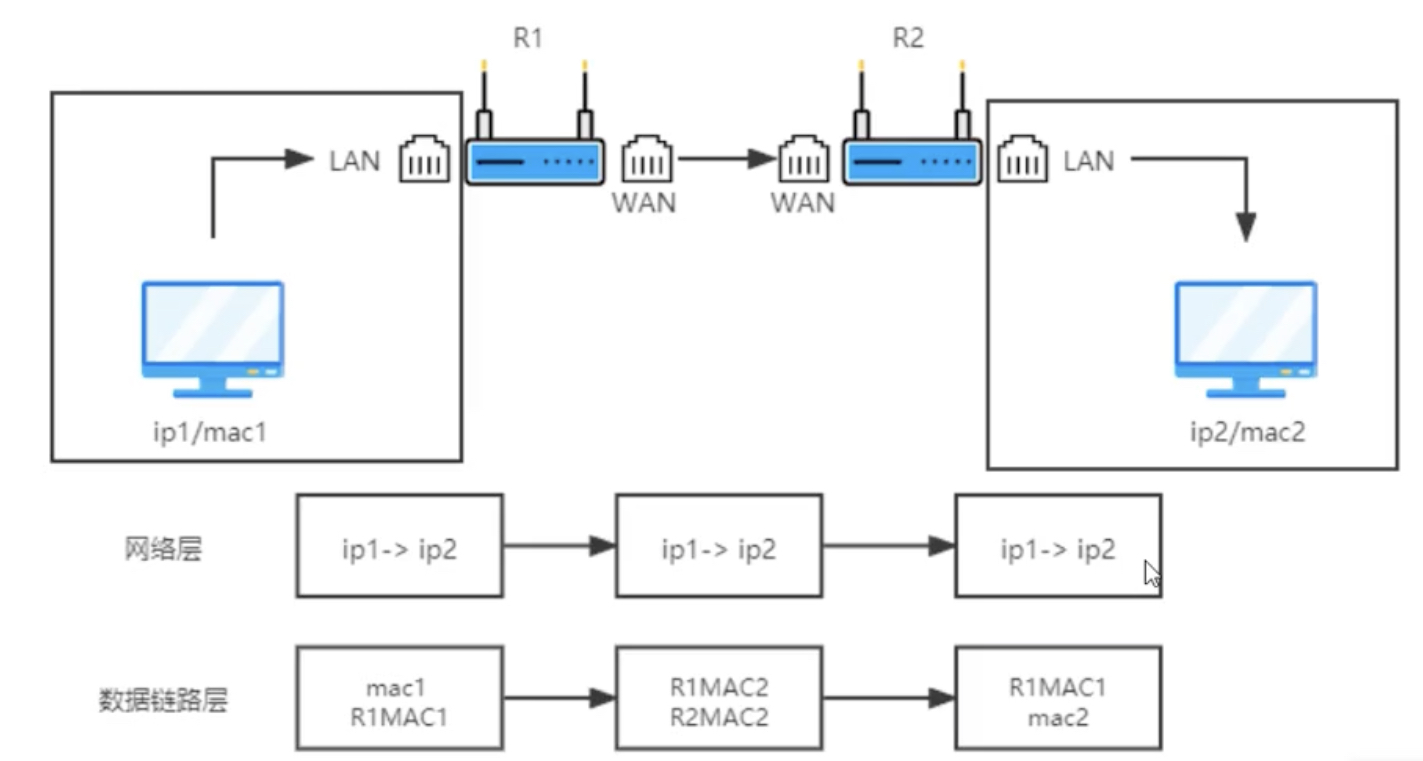 R1
R2
LAN
WAN
WAN
LAN
ip1/mac1
ip2/mac2
网络层
ip1-> ip2
ip1-> ip2
ip1-> ip2
数据链路层
mac1
R1MAC1
R1MAC2
R2MAC2
R1MAC1
mac2